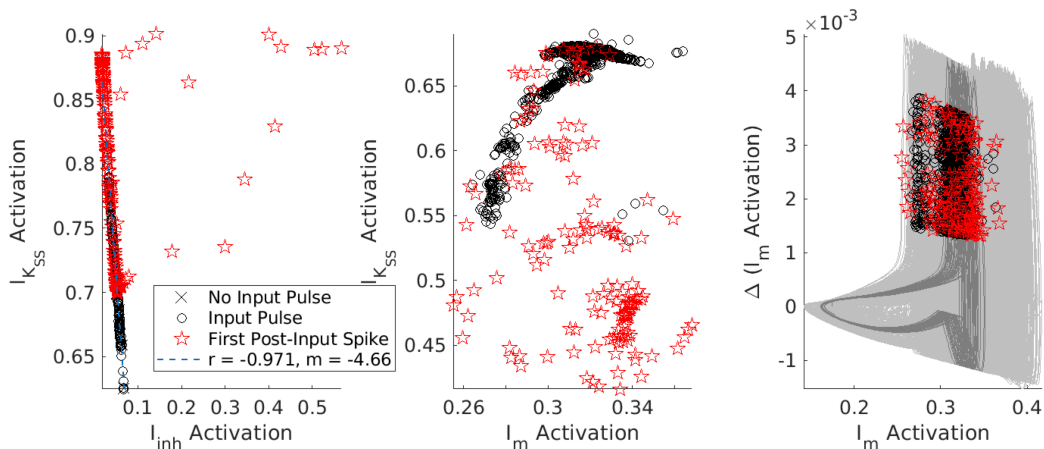 0.9
0.85
0.8
0.75
0.7
0.65
0.1 0.2 0.3 0.4 0.5
I_Kss Activation
I_inh Activation
No Input Pulse
Input Pulse
First Post-Input Spike
r = -0.971, m = -4.66
0.65
0.6
0.55
0.5
0.45
0.26 0.3 0.34
I_Kss Activation
I_m Activation
×10^-3
5
4
3
2
1
0
-1
0.2 0.3 0.4
Δ (I_m Activation)
I_m Activation